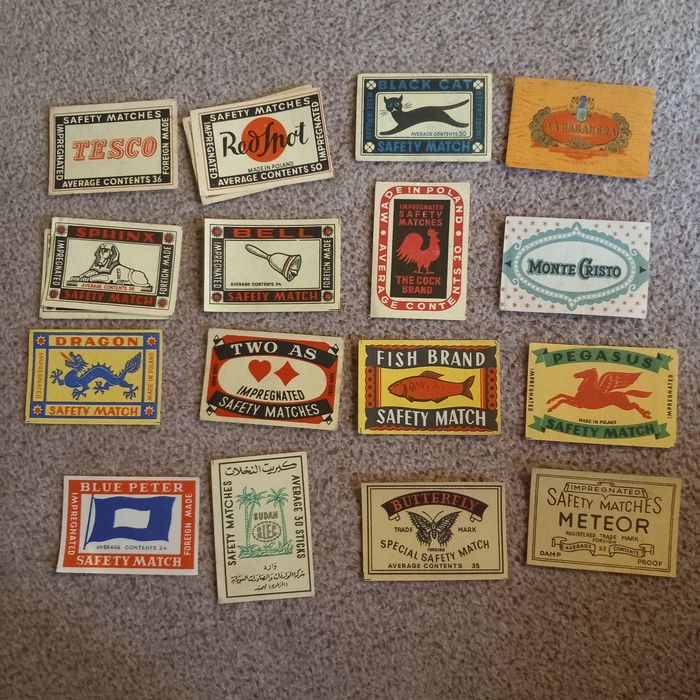 SAFETY MATCHES
IMPREGNATED
TESCO
FOREIGN MADE
AVERAGE CONTENTS 36
SAFETY MATCHES
FOREIGN MADE
Red Spot
MADE IN POLAND
IMPREGNATED
AVERAGE CONTENTS 50
BLACK CAT
AVERAGE CONTENTS 50
SAFETY MATCH
LA HABANERA
SPHINX
IMPREGNATED
AVERAGE CONTENTS 36
SAFETY MATCH
BELL
IMPREGNATED
AVERAGE CONTENTS 34
SAFETY MATCH
MADE IN POLAND
IMPREGNATED
SAFETY
MATCHES
THE COCK
BRAND
AVERAGE CONTENTS 30
MONTE CRISTO
DRAGON
IMPREGNATED
MADE IN POLAND
SAFETY MATCH
TWO AS
IMPREGNATED
SAFETY MATCHES
FISH BRAND
SAFETY MATCH
PEGASUS
IMPREGNATED
IMPREGNATED
MADE IN POLAND
SAFETY MATCH
BLUE PETER
IMPREGNATED
FOREIGN MADE
AVERAGE CONTENTS 34
SAFETY MATCH
كبريت النخلات
SAFETY MATCHES
SUDAN
SIEC
AVERAGE 50 STICKS
BUTTERFLY
TRADE MARK
FOREIGN
SPECIAL SAFETY MATCH
AVERAGE CONTENTS 35
IMPREGNATED
SAFETY MATCHES
METEOR
REGISTERED TRADE MARK
FOREIGN
AVERAGE 33 CONTENTS
DAMP PROOF